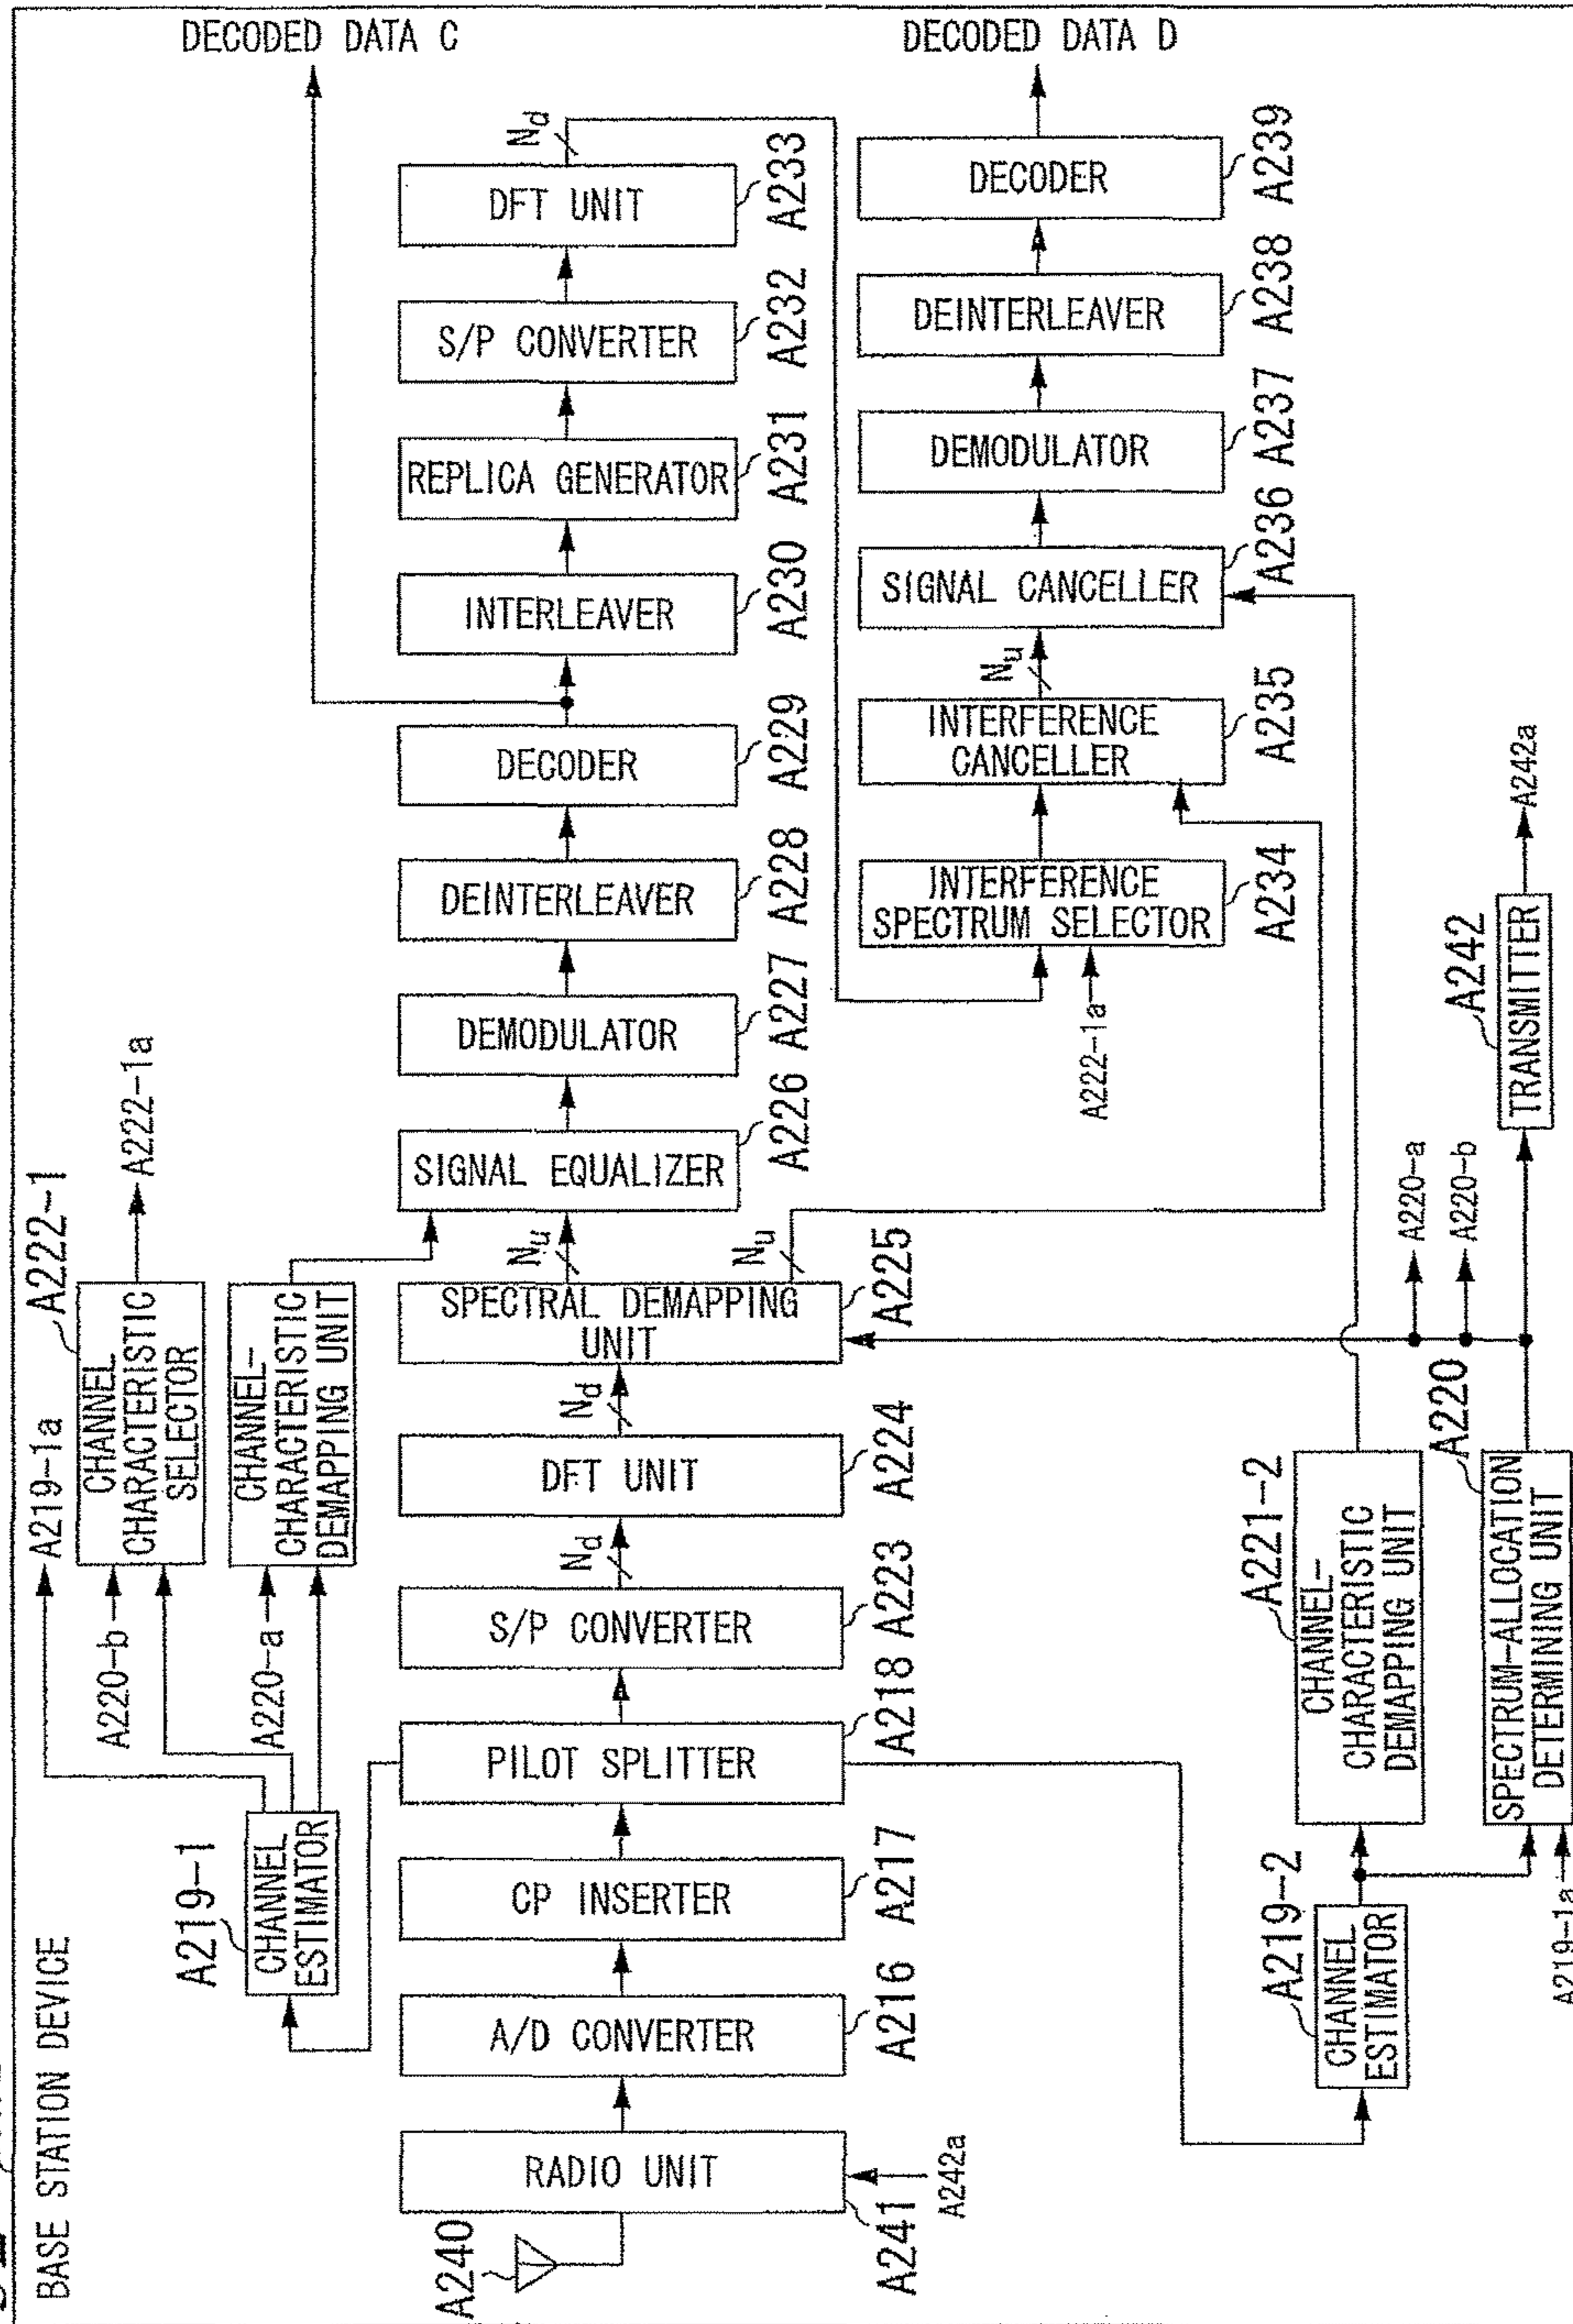 BASE STATION DEVICE
DECODED DATA C
DECODED DATA D
A240
RADIO UNIT
A241
A242a
A/D CONVERTER
A216
CP INSERTER
A217
PILOT SPLITTER
A218
S/P CONVERTER
A223
Nd
DFT UNIT
A224
Nd
SPECTRAL DEMAPPING
UNIT
A225
Nu
Nu
SIGNAL EQUALIZER
A226
DEMODULATOR
A227
DEINTERLEAVER
A228
DECODER
A229
INTERLEAVER
A230
REPLICA GENERATOR
A231
S/P CONVERTER
A232
DFT UNIT
A233
Nd
A219-1
CHANNEL
ESTIMATOR
A219-1a
A220-b
A220-a
CHANNEL
CHARACTERISTIC
SELECTOR
A222-1
A222-1a
CHANNEL-
CHARACTERISTIC
DEMAPPING UNIT
A222-1a
INTERFERENCE
SPECTRUM SELECTOR
A234
INTERFERENCE
CANCELLER
A235
Nu
SIGNAL CANCELLER
A236
DEMODULATOR
A237
DEINTERLEAVER
A238
DECODER
A239
A219-2
CHANNEL
ESTIMATOR
A219-1a
A221-2
CHANNEL-
CHARACTERISTIC
DEMAPPING UNIT
A220
SPECTRUM-ALLOCATION
DETERMINING UNIT
A220-a
A220-b
A242
TRANSMITTER
A242a